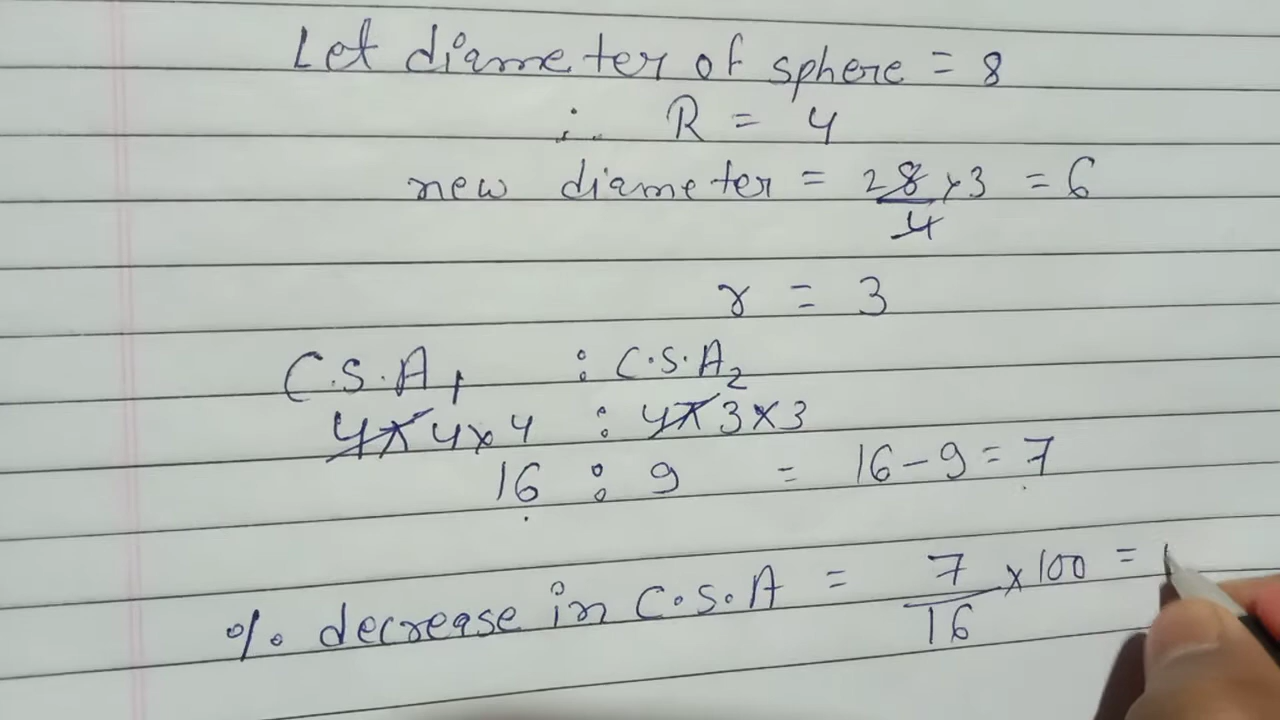 Let diameter of sphere = 8
∴ R = 4
new diameter = 2 8/4 × 3 = 6
r = 3
C.S.A1 : C.S.A2
4π 4×4 : 4π 3×3
16 : 9 = 16 - 9 = 7
% decrease in C.S.A = 7/16 × 100 =